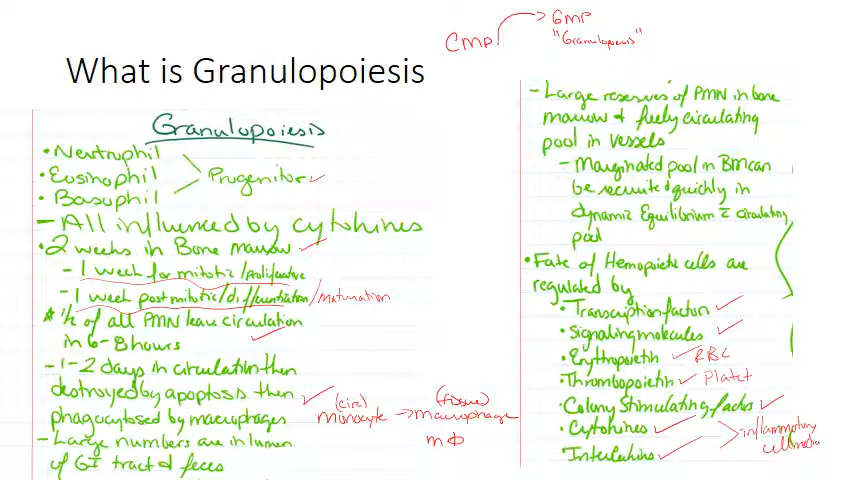 CMP → GMP
"Granulopoiesis"
What is Granulopoiesis
Granulopoiesis
• Neutrophil
• Eosinophil
• Basophil
Progenitor ✓
- All influenced by cytokines
• 2 weeks in Bone marrow ✓
- 1 week for mitotic/proliferative
- 1 week post mitotic/differentiation/maturation
½ of all PMN leave circulation
in 6-8 hours ✓
- 1-2 days in circulation then
destroyed by apoptosis then ✓
phagocytosed by macrophages
(circ) (tissue)
monocyte → macrophage
mΦ
- Large numbers are in lumen
of GI tract & feces
- Large reserves of PMN in bone
marrow & freely circulating
pool in vessels
- Marginated pool in BM can
be recruited quickly in
dynamic Equilibrium c̄ circulating
pool
• Fate of Hemopoietic cells are
regulated by
• Transcription factors ✓
• Signaling molecules ✓
• Erythropoietin ✓ RBC
• Thrombopoietin ✓ Platelet
• Colony Stimulating factors ✓
• Cytokines ✓
• Interleukins ✓
inflammatory
cell media